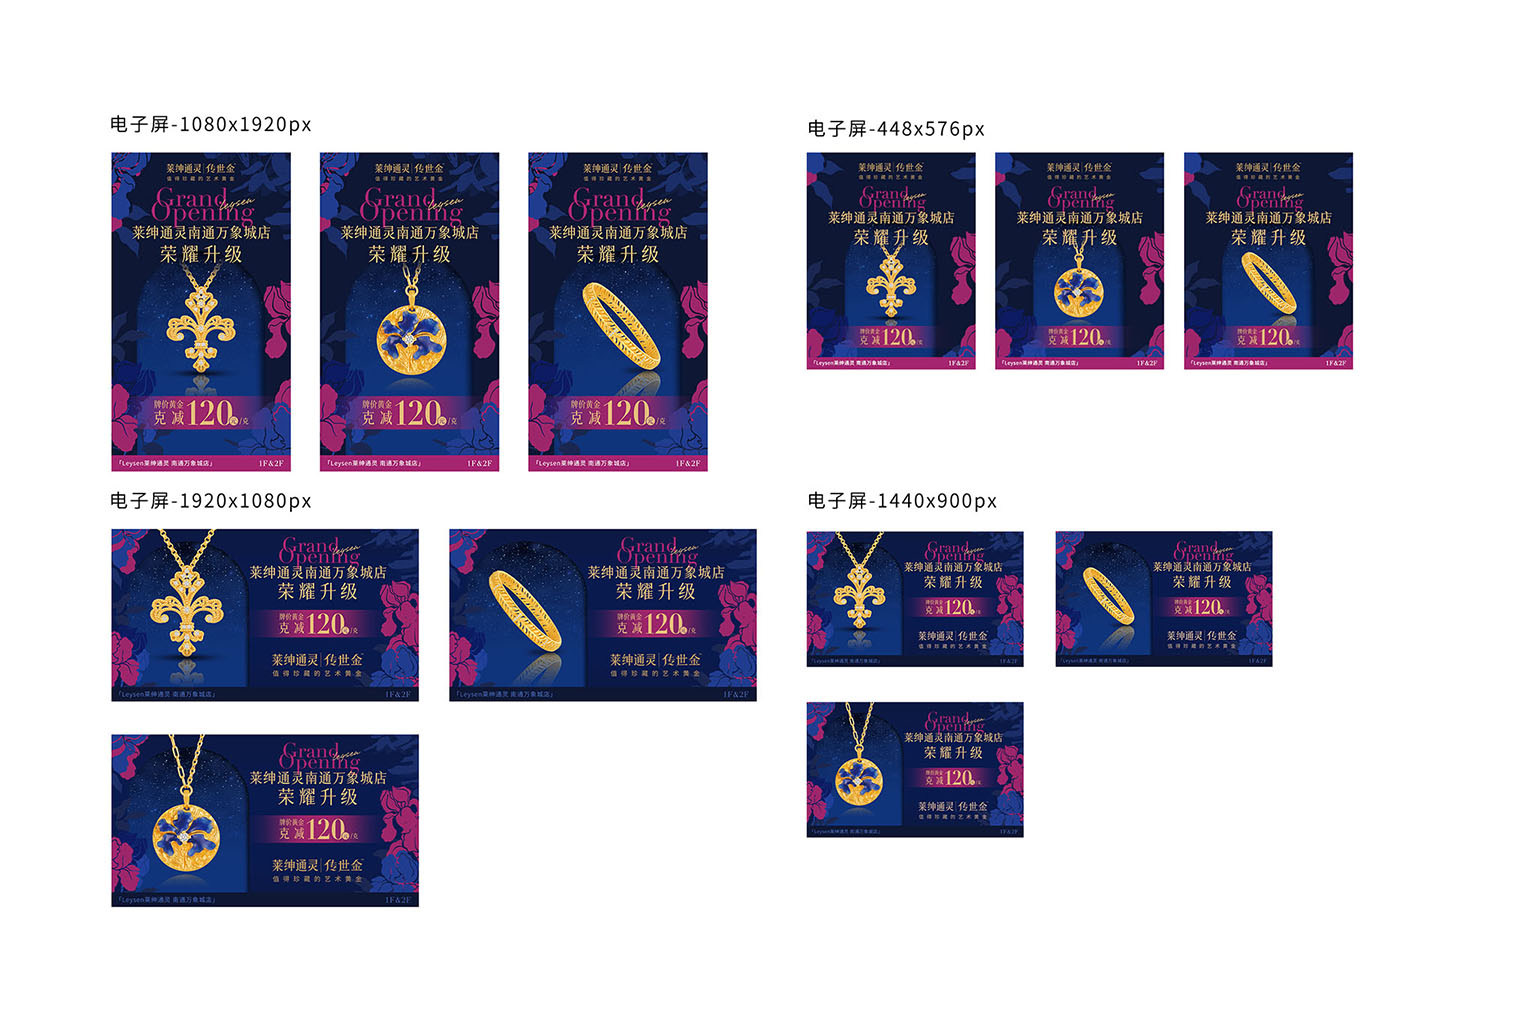 电子屏-1080x1920px
莱绅通灵|传世金
值得珍藏的艺术黄金
Grand
Opening
leysen
莱绅通灵南通万象城店
荣耀升级
牌价黄金
克减120元/克
「Leysen莱绅通灵 南通万象城店」
1F&2F
莱绅通灵|传世金
值得珍藏的艺术黄金
Grand
Opening
leysen
莱绅通灵南通万象城店
荣耀升级
牌价黄金
克减120元/克
「Leysen莱绅通灵 南通万象城店」
1F&2F
莱绅通灵|传世金
值得珍藏的艺术黄金
Grand
Opening
leysen
莱绅通灵南通万象城店
荣耀升级
牌价黄金
克减120元/克
「Leysen莱绅通灵 南通万象城店」
1F&2F
电子屏-448x576px
莱绅通灵|传世金
值得珍藏的艺术黄金
Grand
Opening
leysen
莱绅通灵南通万象城店
荣耀升级
牌价黄金
克减120元/克
「Leysen莱绅通灵 南通万象城店」
1F&2F
莱绅通灵|传世金
值得珍藏的艺术黄金
Grand
Opening
leysen
莱绅通灵南通万象城店
荣耀升级
牌价黄金
克减120元/克
「Leysen莱绅通灵 南通万象城店」
1F&2F
莱绅通灵|传世金
值得珍藏的艺术黄金
Grand
Opening
leysen
莱绅通灵南通万象城店
荣耀升级
牌价黄金
克减120元/克
「Leysen莱绅通灵 南通万象城店」
1F&2F
电子屏-1920x1080px
Grand
Opening
leysen
莱绅通灵南通万象城店
荣耀升级
牌价黄金
克减120元/克
莱绅通灵|传世金
值得珍藏的艺术黄金
「Leysen莱绅通灵 南通万象城店」
1F&2F
Grand
Opening
leysen
莱绅通灵南通万象城店
荣耀升级
牌价黄金
克减120元/克
莱绅通灵|传世金
值得珍藏的艺术黄金
「Leysen莱绅通灵 南通万象城店」
1F&2F
Grand
Opening
leysen
莱绅通灵南通万象城店
荣耀升级
牌价黄金
克减120元/克
莱绅通灵|传世金
值得珍藏的艺术黄金
「Leysen莱绅通灵 南通万象城店」
1F&2F
电子屏-1440x900px
Grand
Opening
leysen
莱绅通灵南通万象城店
荣耀升级
牌价黄金
克减120元/克
莱绅通灵|传世金
值得珍藏的艺术黄金
「Leysen莱绅通灵 南通万象城店」
1F&2F
Grand
Opening
leysen
莱绅通灵南通万象城店
荣耀升级
牌价黄金
克减120元/克
莱绅通灵|传世金
值得珍藏的艺术黄金
「Leysen莱绅通灵 南通万象城店」
1F&2F
Grand
Opening
leysen
莱绅通灵南通万象城店
荣耀升级
牌价黄金
克减120元/克
莱绅通灵|传世金
值得珍藏的艺术黄金
「Leysen莱绅通灵 南通万象城店」
1F&2F